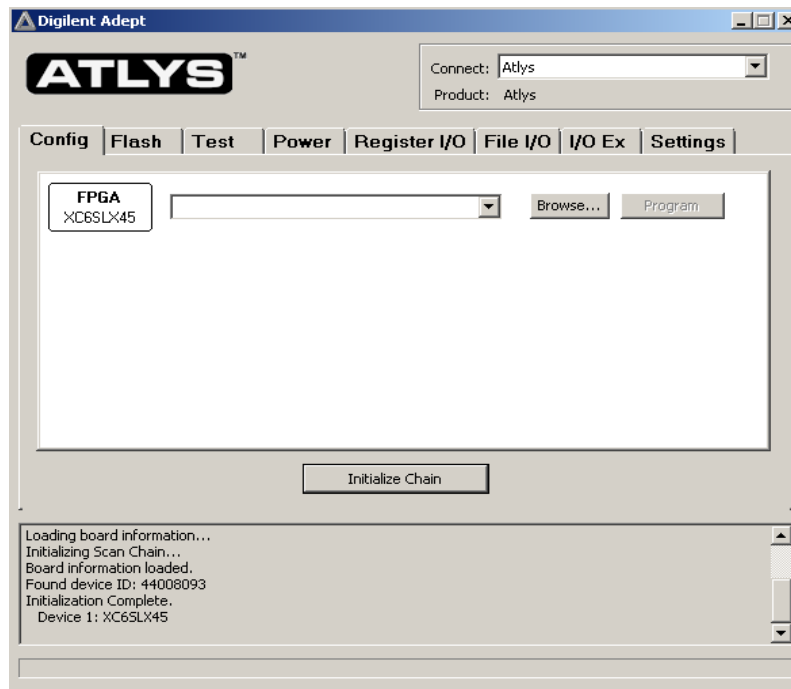 Digilent Adept
ATLYS™
Connect: Atlys
Product: Atlys
Config Flash Test Power Register I/O File I/O I/O Ex Settings
FPGA
XC6SLX45
Browse... Program
Initialize Chain
Loading board information...
Initializing Scan Chain...
Board information loaded.
Found device ID: 44008093
Initialization Complete.
Device 1: XC6SLX45